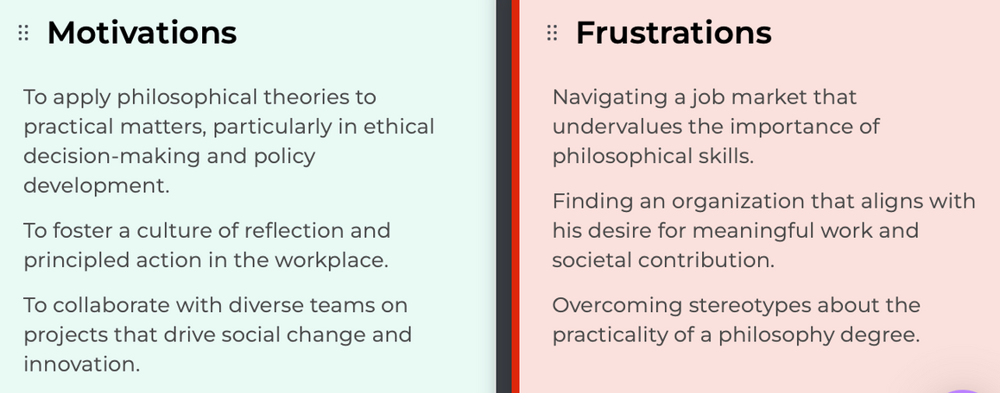 Motivations
To apply philosophical theories to
practical matters, particularly in ethical
decision-making and policy
development.
To foster a culture of reflection and
principled action in the workplace.
To collaborate with diverse teams on
projects that drive social change and
innovation.
Frustrations
Navigating a job market that
undervalues the importance of
philosophical skills.
Finding an organization that aligns with
his desire for meaningful work and
societal contribution.
Overcoming stereotypes about the
practicality of a philosophy degree.